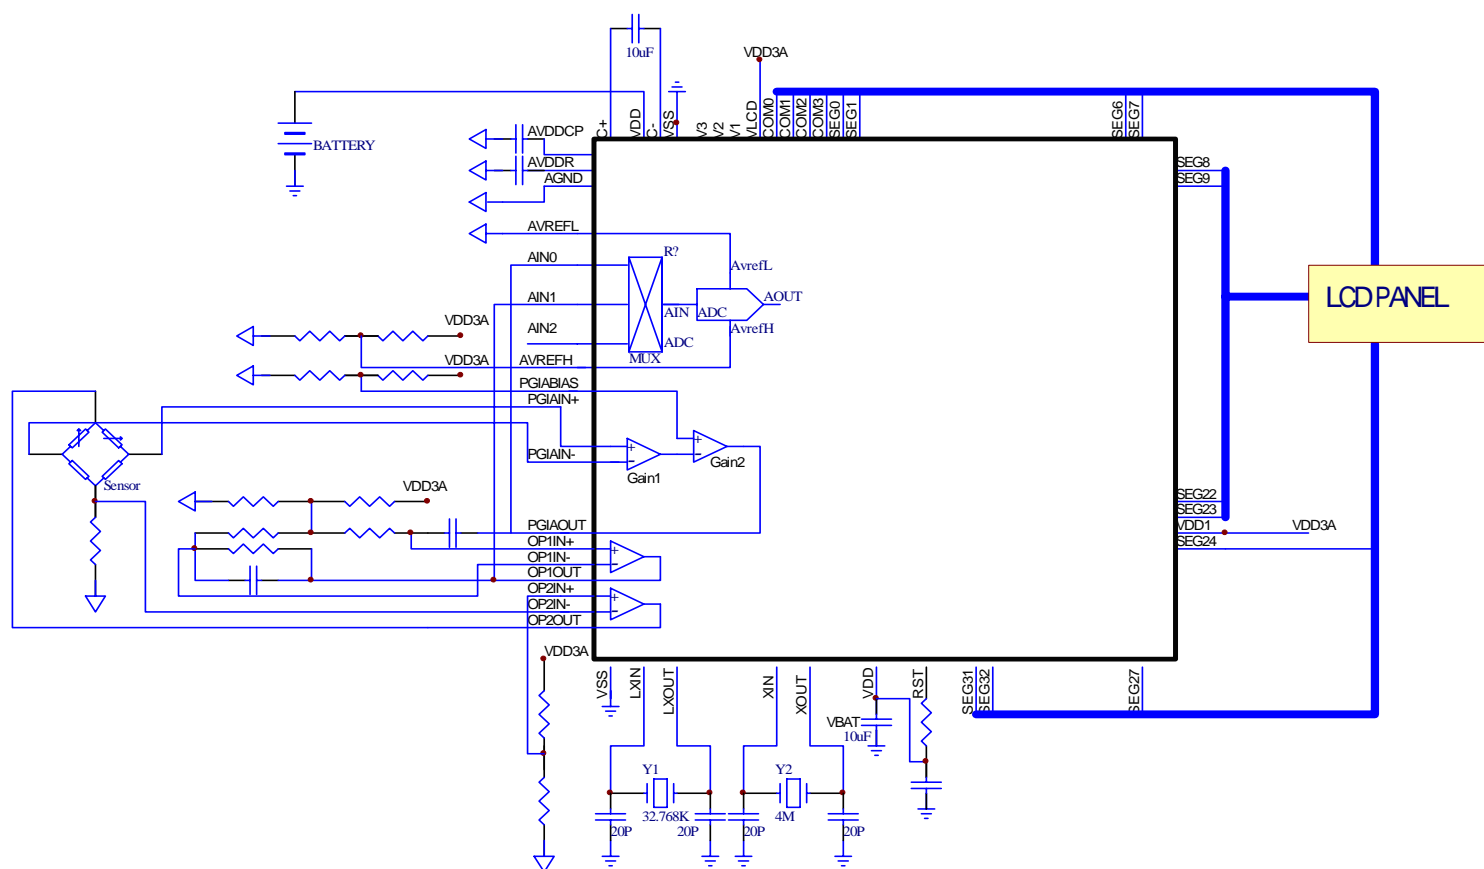 10uF
VDD3A
C+
VDD
C-
VSS
V3
V2
V1
VLCD
COM0
COM1
COM2
COM3
SEG0
SEG1
SEG6
SEG7
BATTERY
AVDDCP
AVDDR
AGND
AVREFL
AIN0
AIN1
AIN2
AVREFH
PGIABIAS
PGIAIN+
PGIAIN-
PGIAOUT
OP1IN+
OP1IN-
OP1OUT
OP2IN+
OP2IN-
OP2OUT
VDD3A
VDD3A
VDD3A
VDD3A
Sensor
R?
AvrefL
AIN
ADC
AOUT
AvrefH
ADC
MUX
Gain1
Gain2
SEG8
SEG9
LCD PANEL
SEG22
SEG23
VDD1
VDD3A
SEG24
VSS
LXIN
LXOUT
XIN
XOUT
VDD
RST
SEG31
SEG32
SEG27
VBAT
10uF
Y1
32.768K
20P
20P
Y2
4M
20P
20P